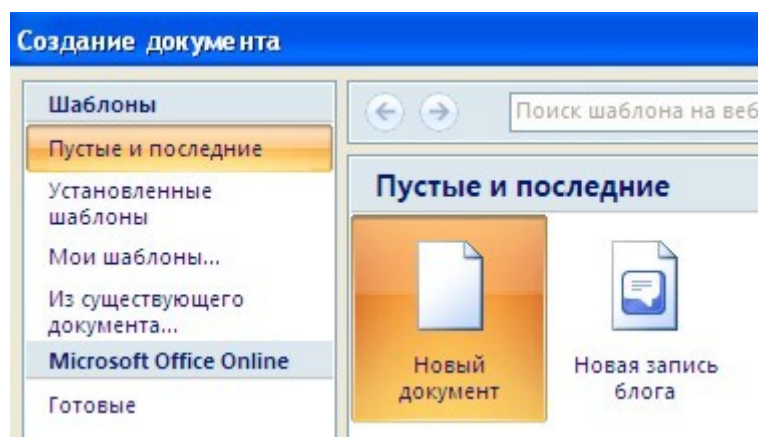 Создание документа
Шаблоны
Пустые и последние
Установленные
шаблоны
Мои шаблоны...
Из существующего
документа...
Microsoft Office Online
Готовые
Поиск шаблона на веб
Пустые и последние
Новый
документ
Новая запись
блога